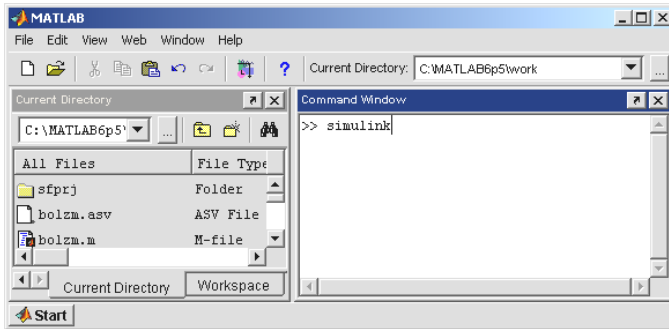 MATLAB
File Edit View Web Window Help
? Current Directory: C:\MATLAB6p5\work ...
Current Directory
C:\MATLAB6p5\ ...
All Files File Type
sfprj Folder
bolzm.asv ASV File
bolzm.m M-file
Current Directory Workspace
Command Window
>> simulink
Start